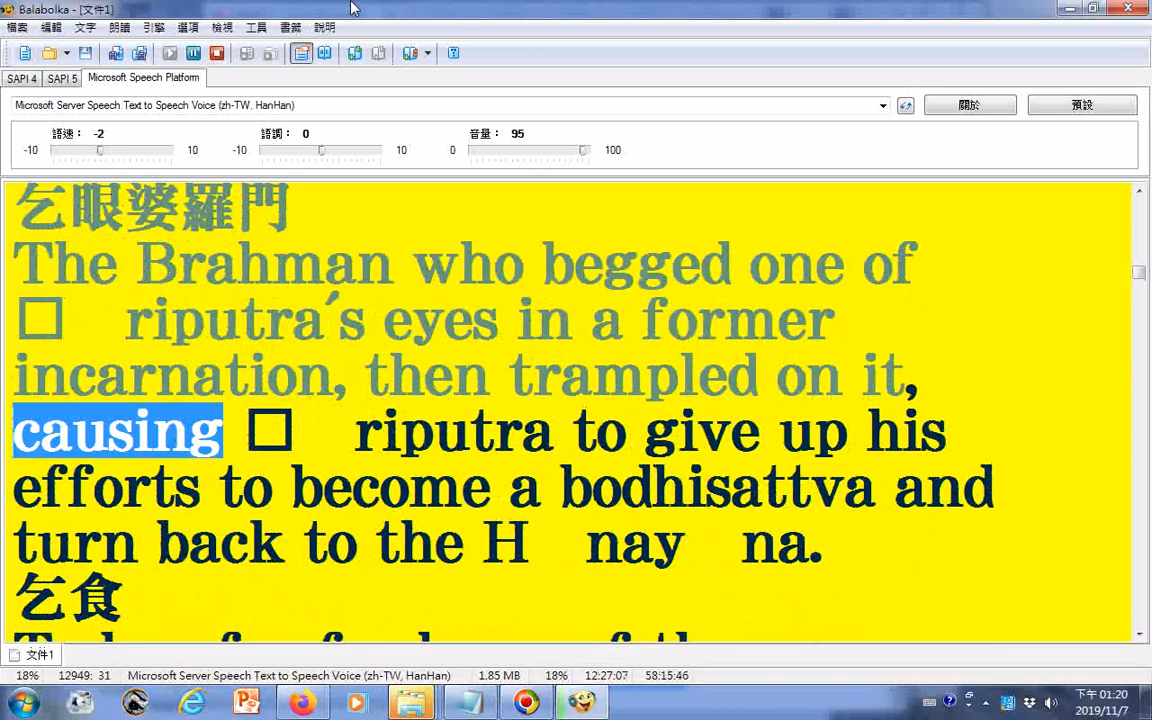 Balabolka - [文件1]
檔案 編輯 文字 朗讀 引擎 選項 檢視 工具 書籤 說明
SAPI 4 SAPI 5 Microsoft Speech Platform
Microsoft Server Speech Text to Speech Voice (zh-TW, HanHan) 關於 預設
語速： -2 語調： 0 音量： 95
-10 10 -10 10 0 100
乞眼婆羅門
The Brahman who begged one of
□ riputra's eyes in a former
incarnation, then trampled on it,
causing □ riputra to give up his
efforts to become a bodhisattva and
turn back to the H nay na.
乞食
文件1
18% 12949: 31 Microsoft Server Speech Text to Speech Voice (zh-TW, HanHan) 1.85 MB 18% 12:27:07 58:15:46
下午 01:20
2019/11/7